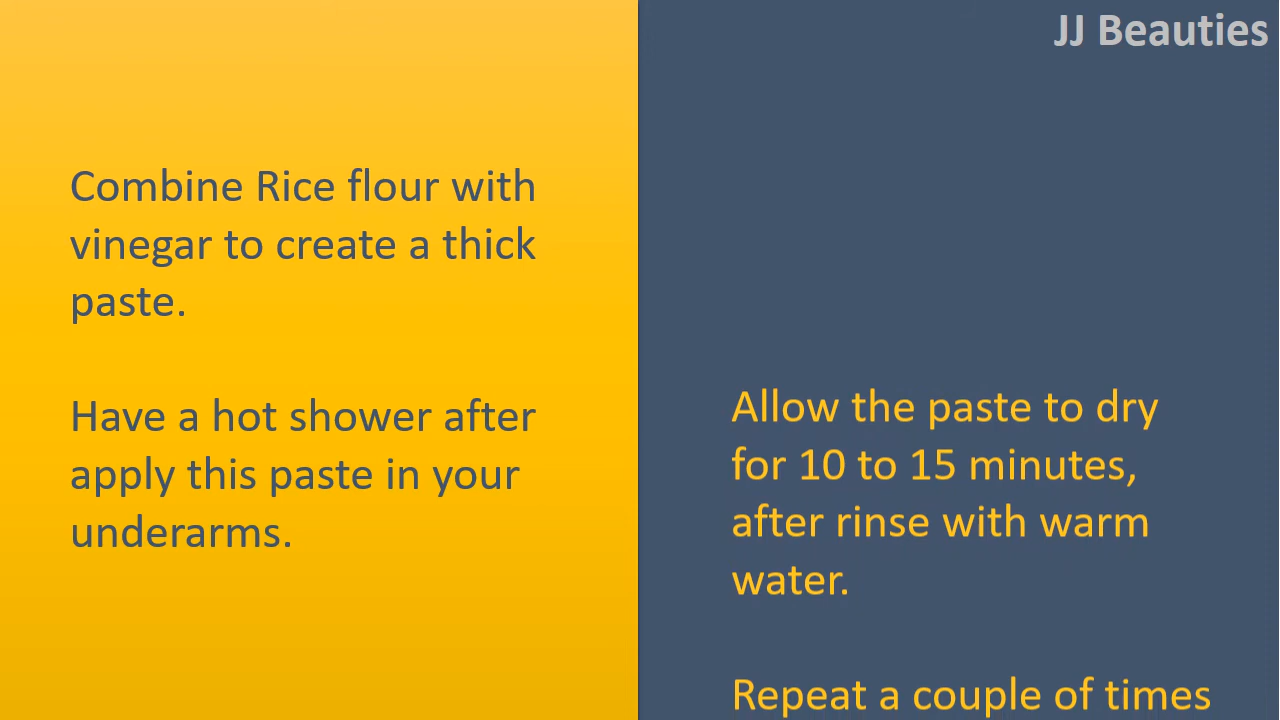 JJ Beauties
Combine Rice flour with
vinegar to create a thick
paste.
Have a hot shower after
apply this paste in your
underarms.
Allow the paste to dry
for 10 to 15 minutes,
after rinse with warm
water.
Repeat a couple of times